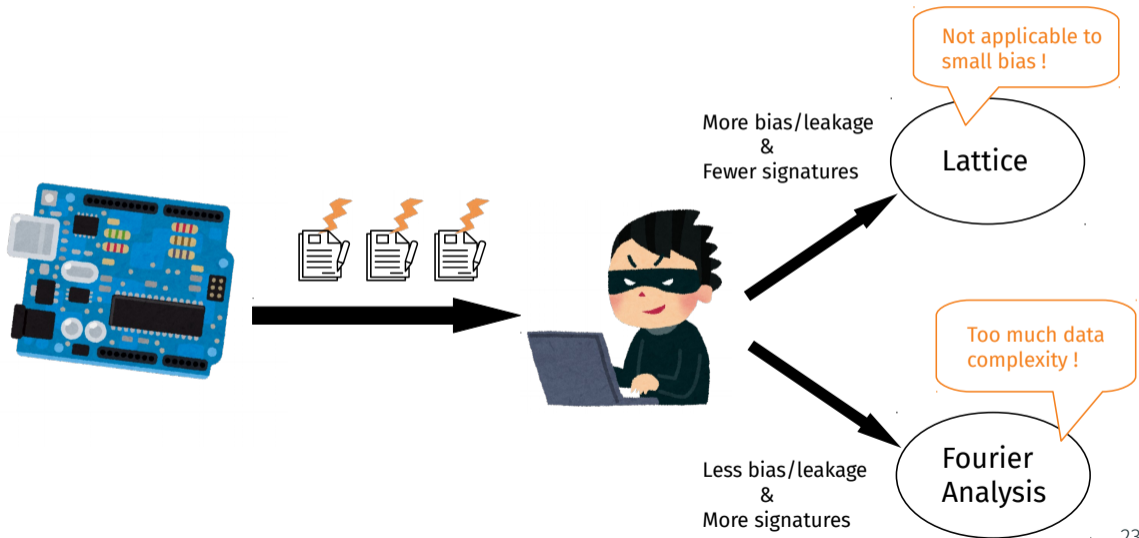 Not applicable to
small bias !
More bias/leakage
&
Fewer signatures
Lattice
Too much data
complexity !
Less bias/leakage
&
More signatures
Fourier
Analysis
23